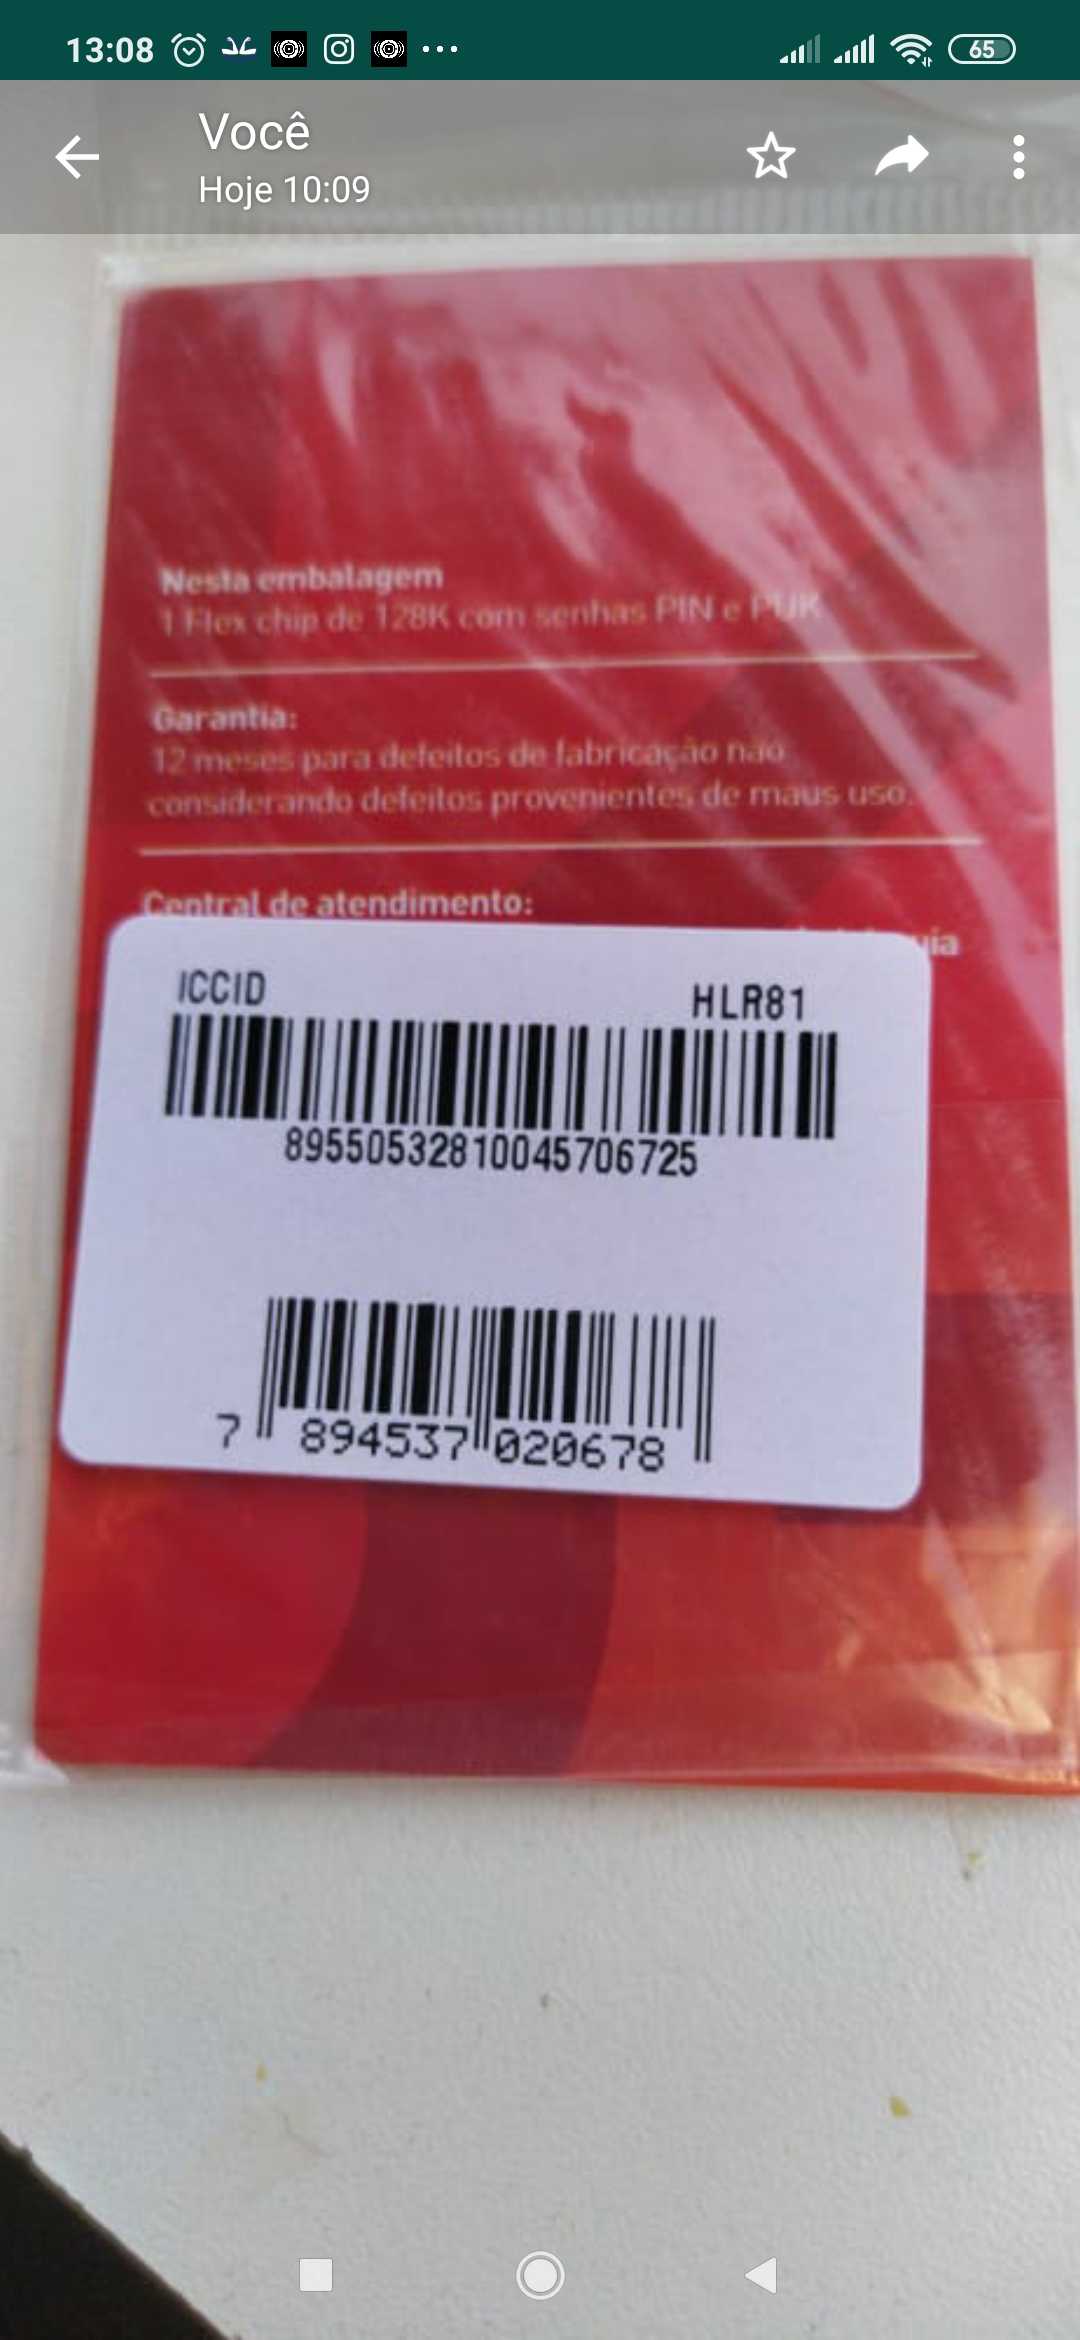 13:08
65
Você
Hoje 10:09
Nesta embalagem
1 Flex chip de 128K com senhas PIN e PUK
Garantia:
12 meses para defeitos de fabricação não
considerando defeitos provenientes de maus uso.
Central de atendimento:
ICCID
HLR81
89550532810045706725
7 894537 020678